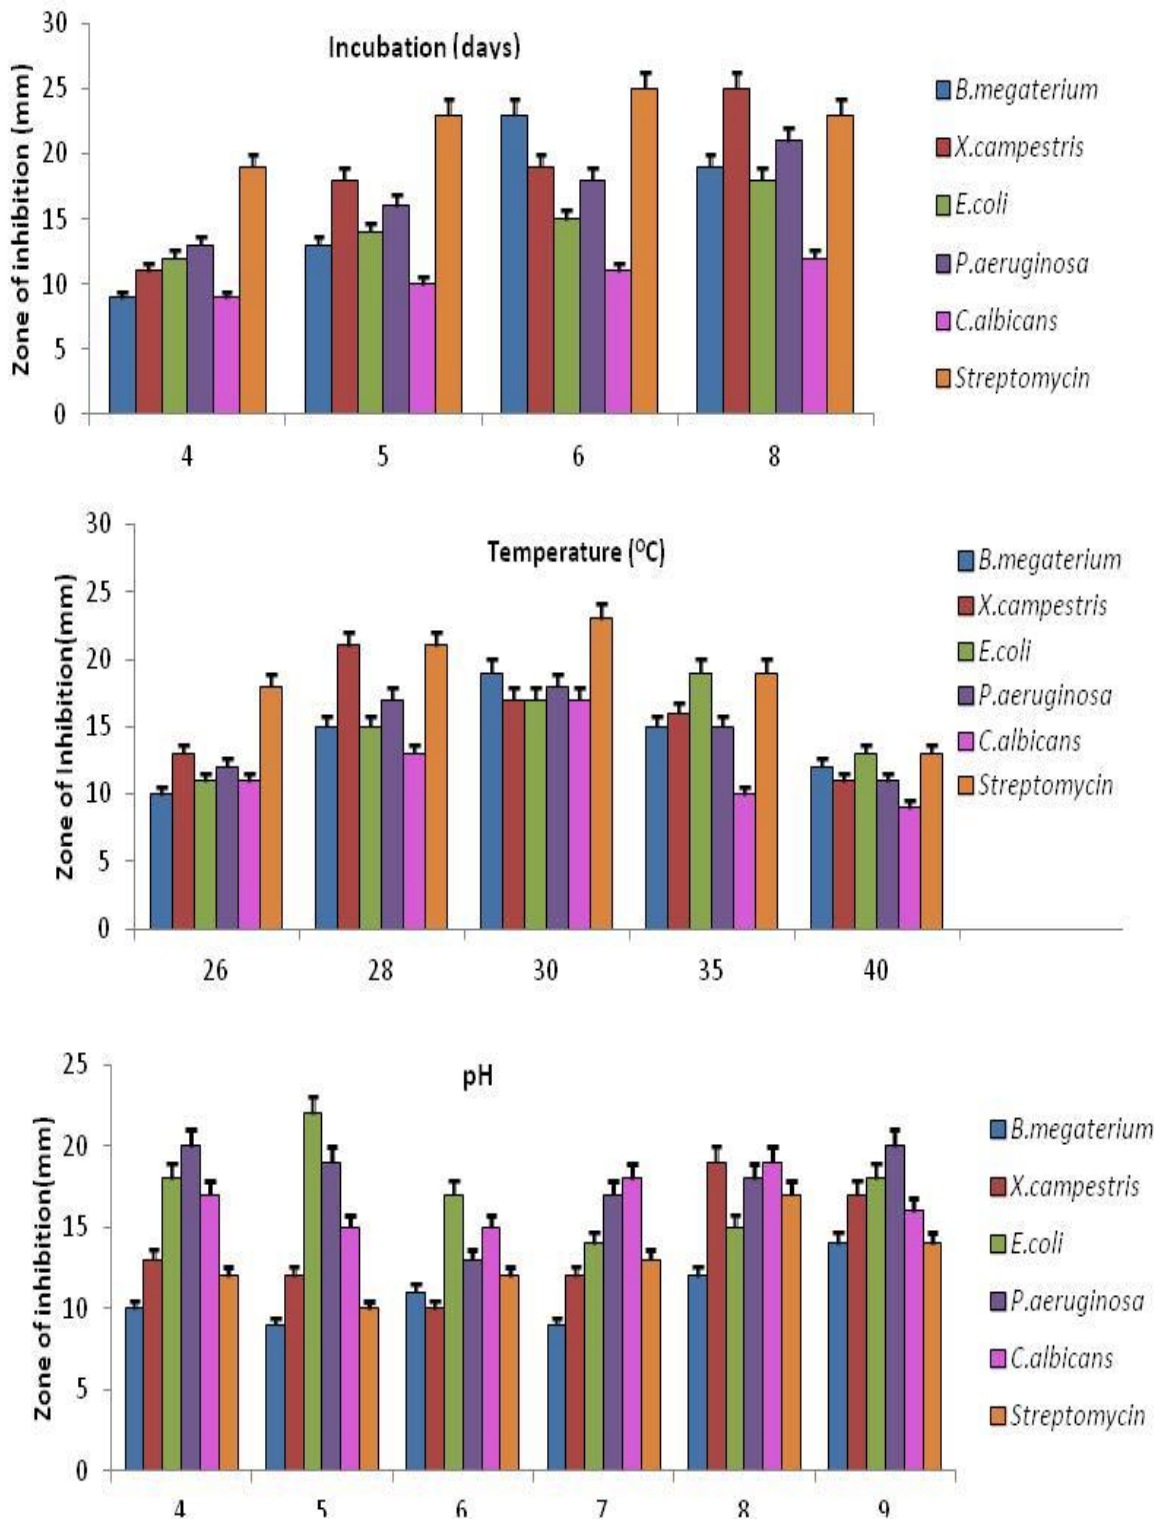 Incubation (days)
Zone of inhibition (mm)
30
25
20
15
10
5
0
4 5 6 8
B.megaterium
X.campestris
E.coli
P.aeruginosa
C.albicans
Streptomycin
Temperature (°C)
Zone of Inhibition(mm)
30
25
20
15
10
5
0
26 28 30 35 40
B.megaterium
X.campestris
E.coli
P.aeruginosa
C.albicans
Streptomycin
pH
Zone of inhibition(mm)
25
20
15
10
5
0
4 5 6 7 8 9
B.megaterium
X.campestris
E.coli
P.aeruginosa
C.albicans
Streptomycin